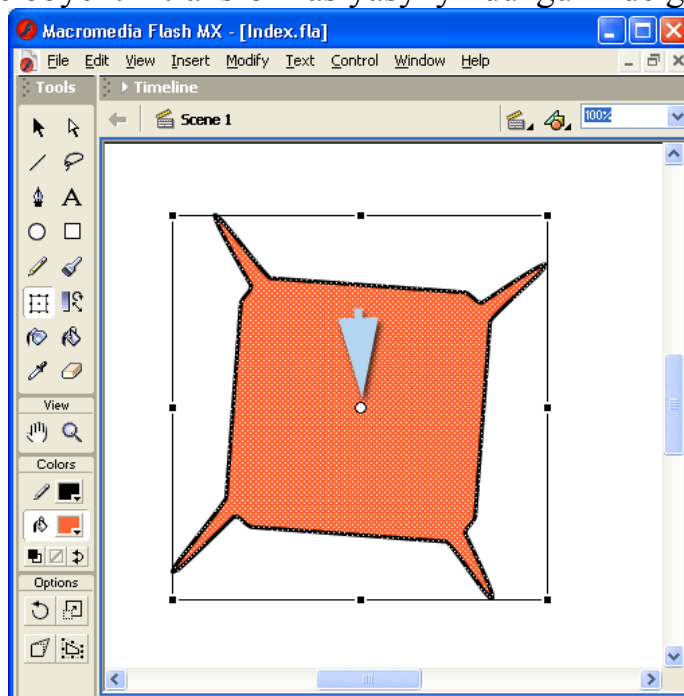 Macromedia Flash MX - [Index.fla]
File Edit View Insert Modify Text Control Window Help
Tools
Timeline
Scene 1
100%
A
View
Colors
Options